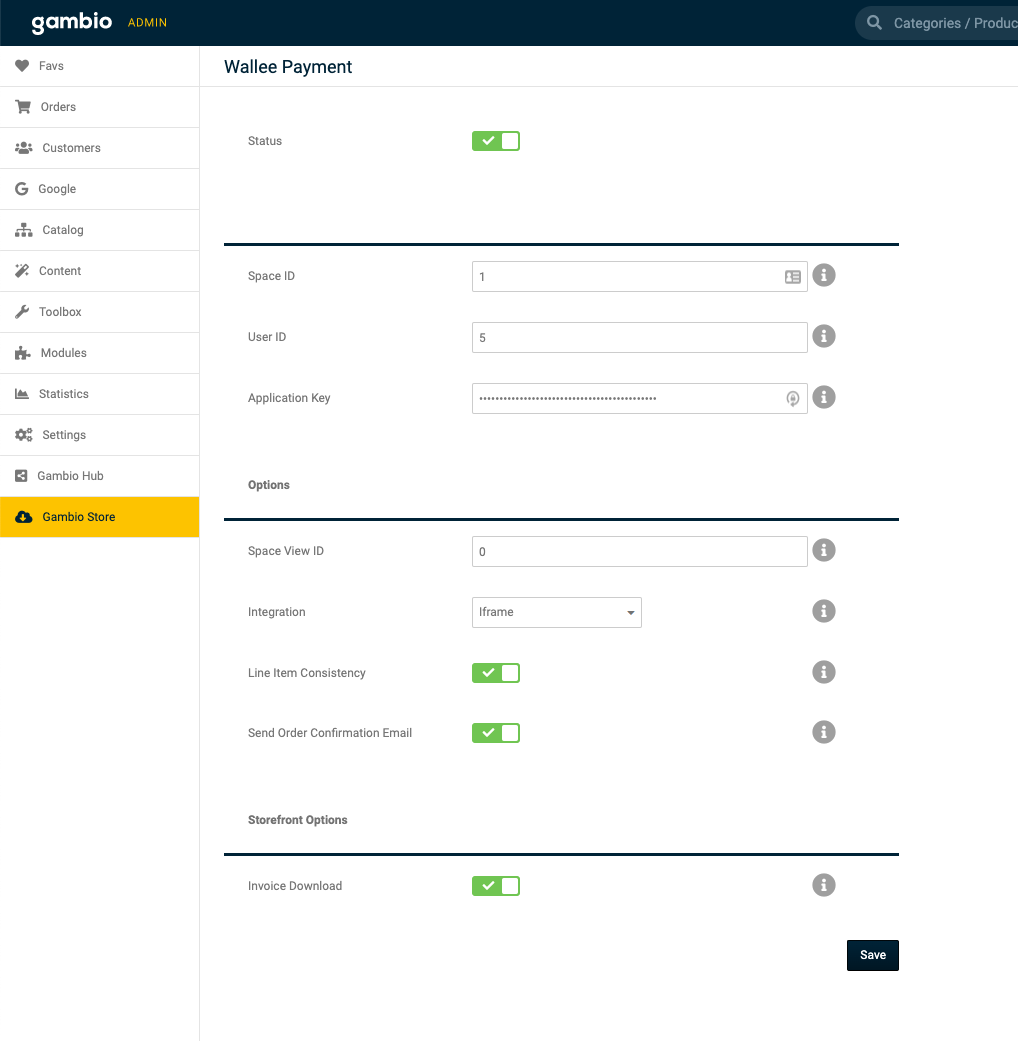 gambio ADMIN
Categories / Produc
Favs
Orders
Customers
Google
Catalog
Content
Toolbox
Modules
Statistics
Settings
Gambio Hub
Gambio Store
Wallee Payment
Status
Space ID
1
User ID
5
Application Key
••••••••••••••••••••••••••••••••••••••••••••
Options
Space View ID
0
Integration
Iframe
Line Item Consistency
Send Order Confirmation Email
Storefront Options
Invoice Download
Save